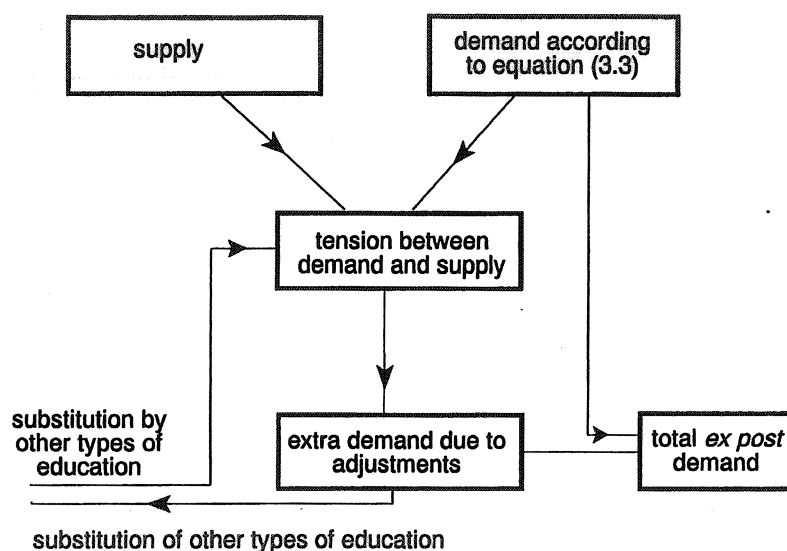 supply
demand according
to equation (3.3)
tension between
demand and supply
substitution by
other types of
education
extra demand due to
adjustments
total ex post
demand
substitution of other types of education